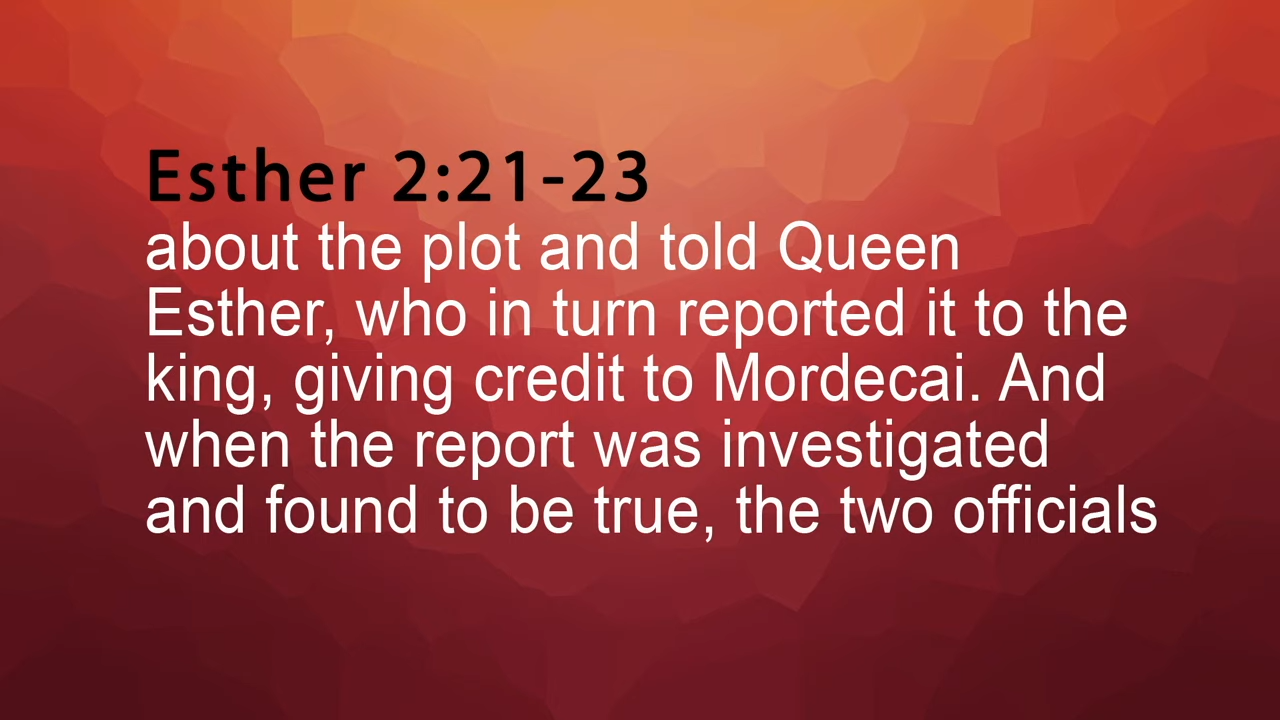 Esther 2:21-23
about the plot and told Queen
Esther, who in turn reported it to the
king, giving credit to Mordecai. And
when the report was investigated
and found to be true, the two officials